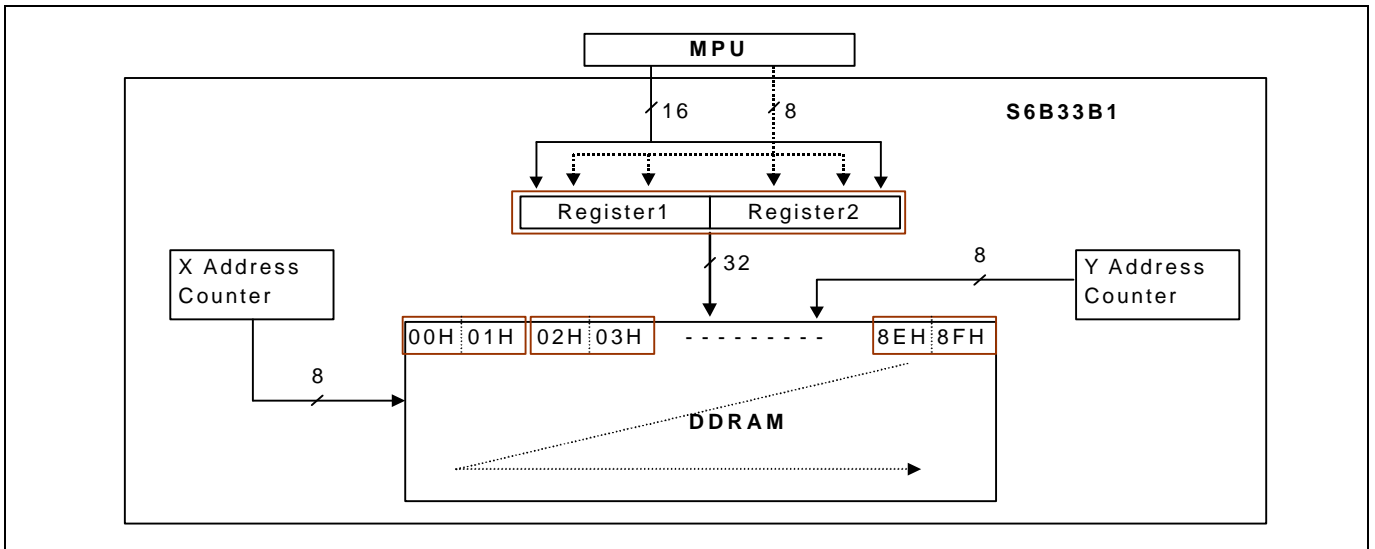 MPU
16 8 S6B33B1
Register1 Register2
32 8
X Address
Counter
Y Address
Counter
00H 01H 02H 03H - - - - - - - - - 8EH 8FH
8
DDRAM